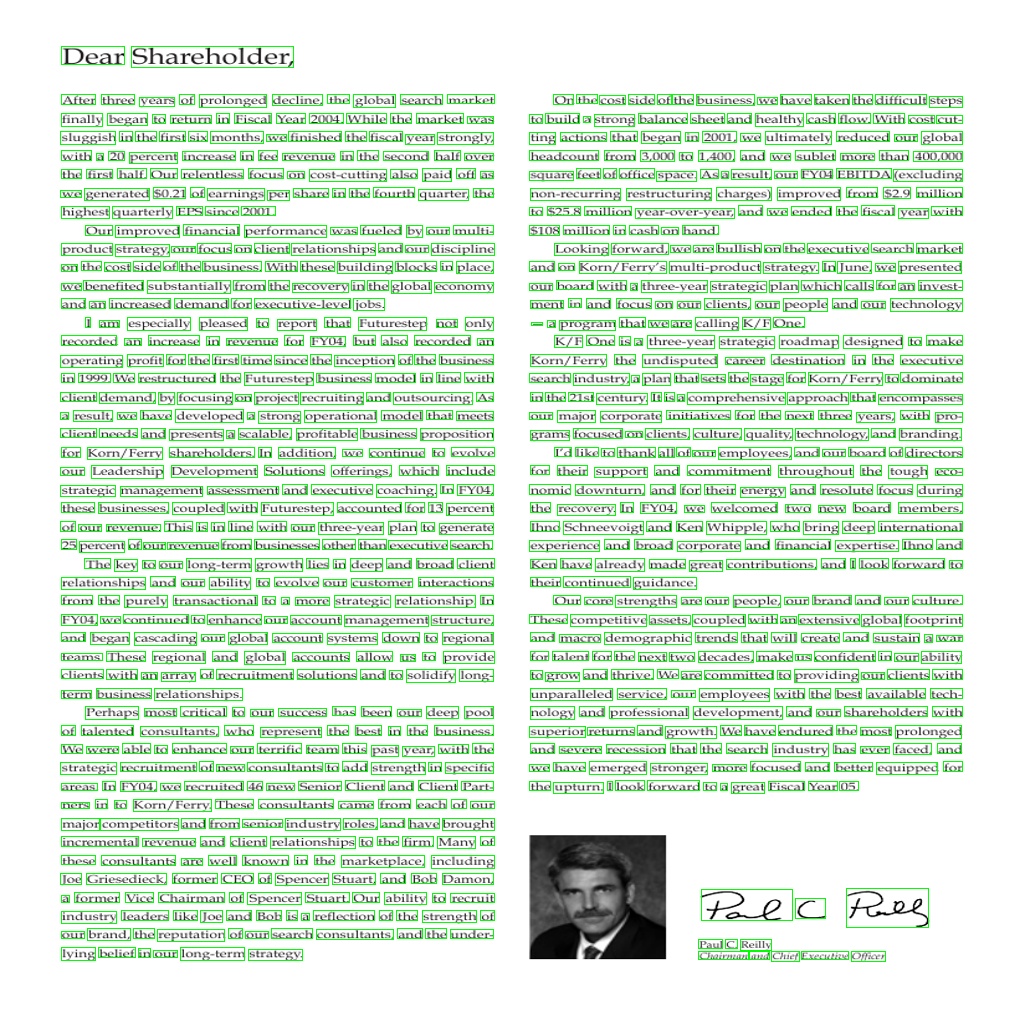 Dear Shareholder,
After three years of prolonged decline, the global search market
finally began to return in Fiscal Year 2004. While the market was
sluggish in the first six months, we finished the fiscal year strongly,
with a 20 percent increase in fee revenue in the second half over
the first half. Our relentless focus on cost-cutting also paid off as
we generated $0.21 of earnings per share in the fourth quarter, the
highest quarterly EPS since 2001.
Our improved financial performance was fueled by our multi-
product strategy, our focus on client relationships and our discipline
on the cost side of the business. With these building blocks in place,
we benefited substantially from the recovery in the global economy
and an increased demand for executive-level jobs.
I am especially pleased to report that Futurestep not only
recorded an increase in revenue for FY04, but also recorded an
operating profit for the first time since the inception of the business
in 1999. We restructured the Futurestep business model in line with
client demand, by focusing on project recruiting and outsourcing. As
a result, we have developed a strong operational model that meets
client needs and presents a scalable, profitable business proposition
for Korn/Ferry shareholders. In addition, we continue to evolve
our Leadership Development Solutions offerings, which include
strategic management assessment and executive coaching. In FY04,
these businesses, coupled with Futurestep, accounted for 13 percent
of our revenue. This is in line with our three-year plan to generate
25 percent of our revenue from businesses other than executive search.
The key to our long-term growth lies in deep and broad client
relationships and our ability to evolve our customer interactions
from the purely transactional to a more strategic relationship. In
FY04, we continued to enhance our account management structure,
and began cascading our global account systems down to regional
teams. These regional and global accounts allow us to provide
clients with an array of recruitment solutions and to solidify long-
term business relationships.
Perhaps most critical to our success has been our deep pool
of talented consultants, who represent the best in the business.
We were able to enhance our terrific team this past year, with the
strategic recruitment of new consultants to add strength in specific
areas. In FY04, we recruited 46 new Senior Client and Client Part-
ners in to Korn/Ferry. These consultants came from each of our
major competitors and from senior industry roles, and have brought
incremental revenue and client relationships to the firm. Many of
these consultants are well known in the marketplace, including
Joe Griesedieck, former CEO of Spencer Stuart, and Bob Damon,
a former Vice Chairman of Spencer Stuart. Our ability to recruit
industry leaders like Joe and Bob is a reflection of the strength of
our brand, the reputation of our search consultants, and the under-
lying belief in our long-term strategy.
On the cost side of the business, we have taken the difficult steps
to build a strong balance sheet and healthy cash flow. With cost cut-
ting actions that began in 2001, we ultimately reduced our global
headcount from 3,000 to 1,400, and we sublet more than 400,000
square feet of office space. As a result, our FY04 EBITDA (excluding
non-recurring restructuring charges) improved from $2.9 million
to $25.8 million year-over-year, and we ended the fiscal year with
$108 million in cash on hand.
Looking forward, we are bullish on the executive search market
and on Korn/Ferry's multi-product strategy. In June, we presented
our board with a three-year strategic plan which calls for an invest-
ment in and focus on our clients, our people and our technology
— a program that we are calling K/F One.
K/F One is a three-year strategic roadmap designed to make
Korn/Ferry the undisputed career destination in the executive
search industry, a plan that sets the stage for Korn/Ferry to dominate
in the 21st century. It is a comprehensive approach that encompasses
our major corporate initiatives for the next three years, with pro-
grams focused on clients, culture, quality, technology, and branding.
I'd like to thank all of our employees, and our board of directors
for their support and commitment throughout the tough eco-
nomic downturn, and for their energy and resolute focus during
the recovery. In FY04, we welcomed two new board members,
Ihno Schneevoigt and Ken Whipple, who bring deep international
experience and broad corporate and financial expertise. Ihno and
Ken have already made great contributions, and I look forward to
their continued guidance.
Our core strengths are our people, our brand and our culture.
These competitive assets, coupled with an extensive global footprint
and macro demographic trends that will create and sustain a war
for talent for the next two decades, make us confident in our ability
to grow and thrive. We are committed to providing our clients with
unparalleled service, our employees with the best available tech-
nology and professional development, and our shareholders with
superior returns and growth. We have endured the most prolonged
and severe recession that the search industry has ever faced, and
we have emerged stronger, more focused and better equipped for
the upturn. I look forward to a great Fiscal Year 05.
Paul C Reilly
Paul C. Reilly
Chairman and Chief Executive Officer